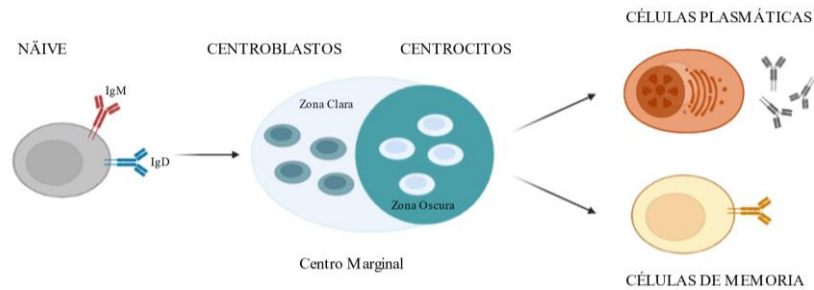 CÉLULAS PLASMÁTICAS
NÄIVE
CENTROBLASTOS
CENTROCITOS
IgM
IgD
Zona Clara
Zona Oscura
Centro Marginal
CÉLULAS DE MEMORIA